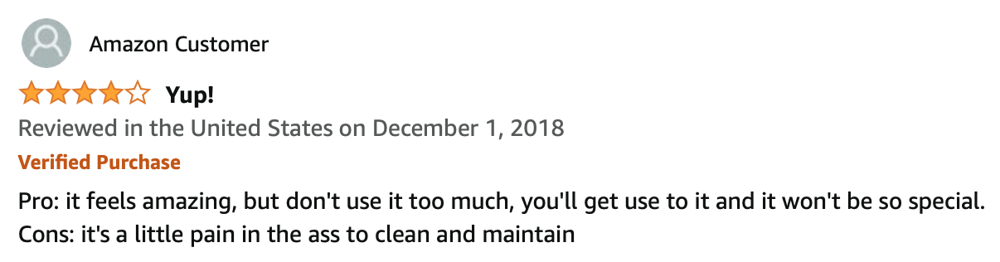 Amazon Customer
Yup!
Reviewed in the United States on December 1, 2018
Verified Purchase
Pro: it feels amazing, but don't use it too much, you'll get use to it and it won't be so special.
Cons: it's a little pain in the ass to clean and maintain